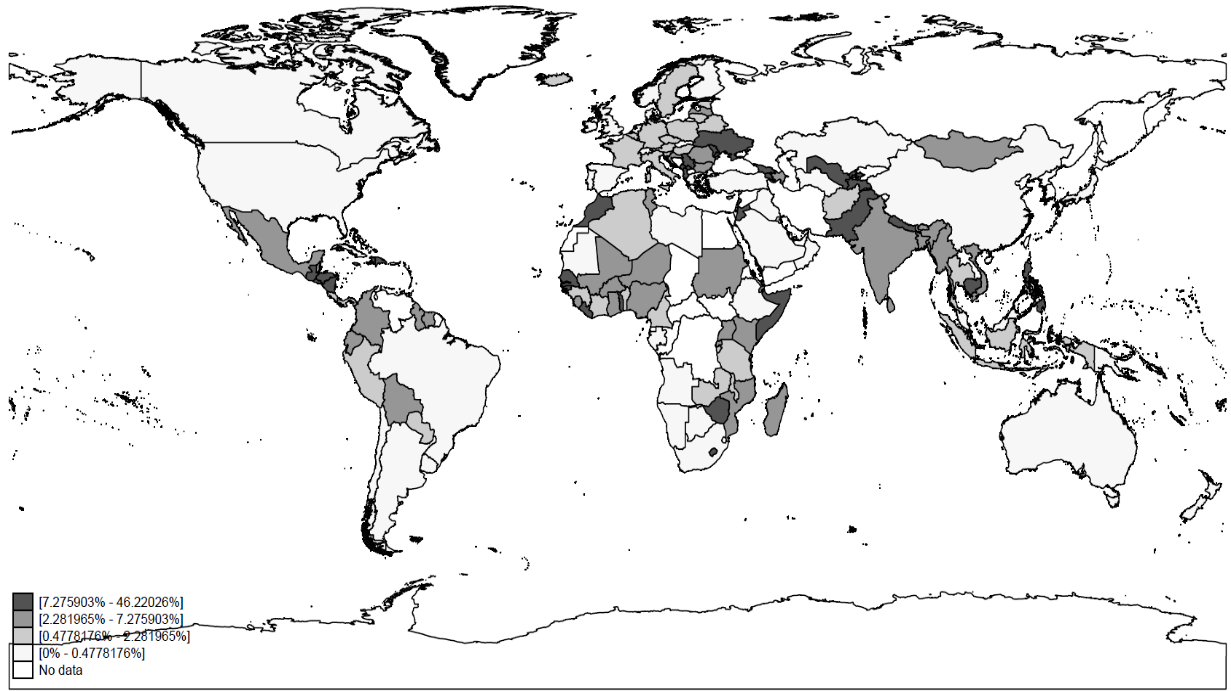 [7.275903% - 46.22026%]
[2.281965% - 7.275903%]
[0.4778176% - 2.281965%]
[0% - 0.4778176%]
No data